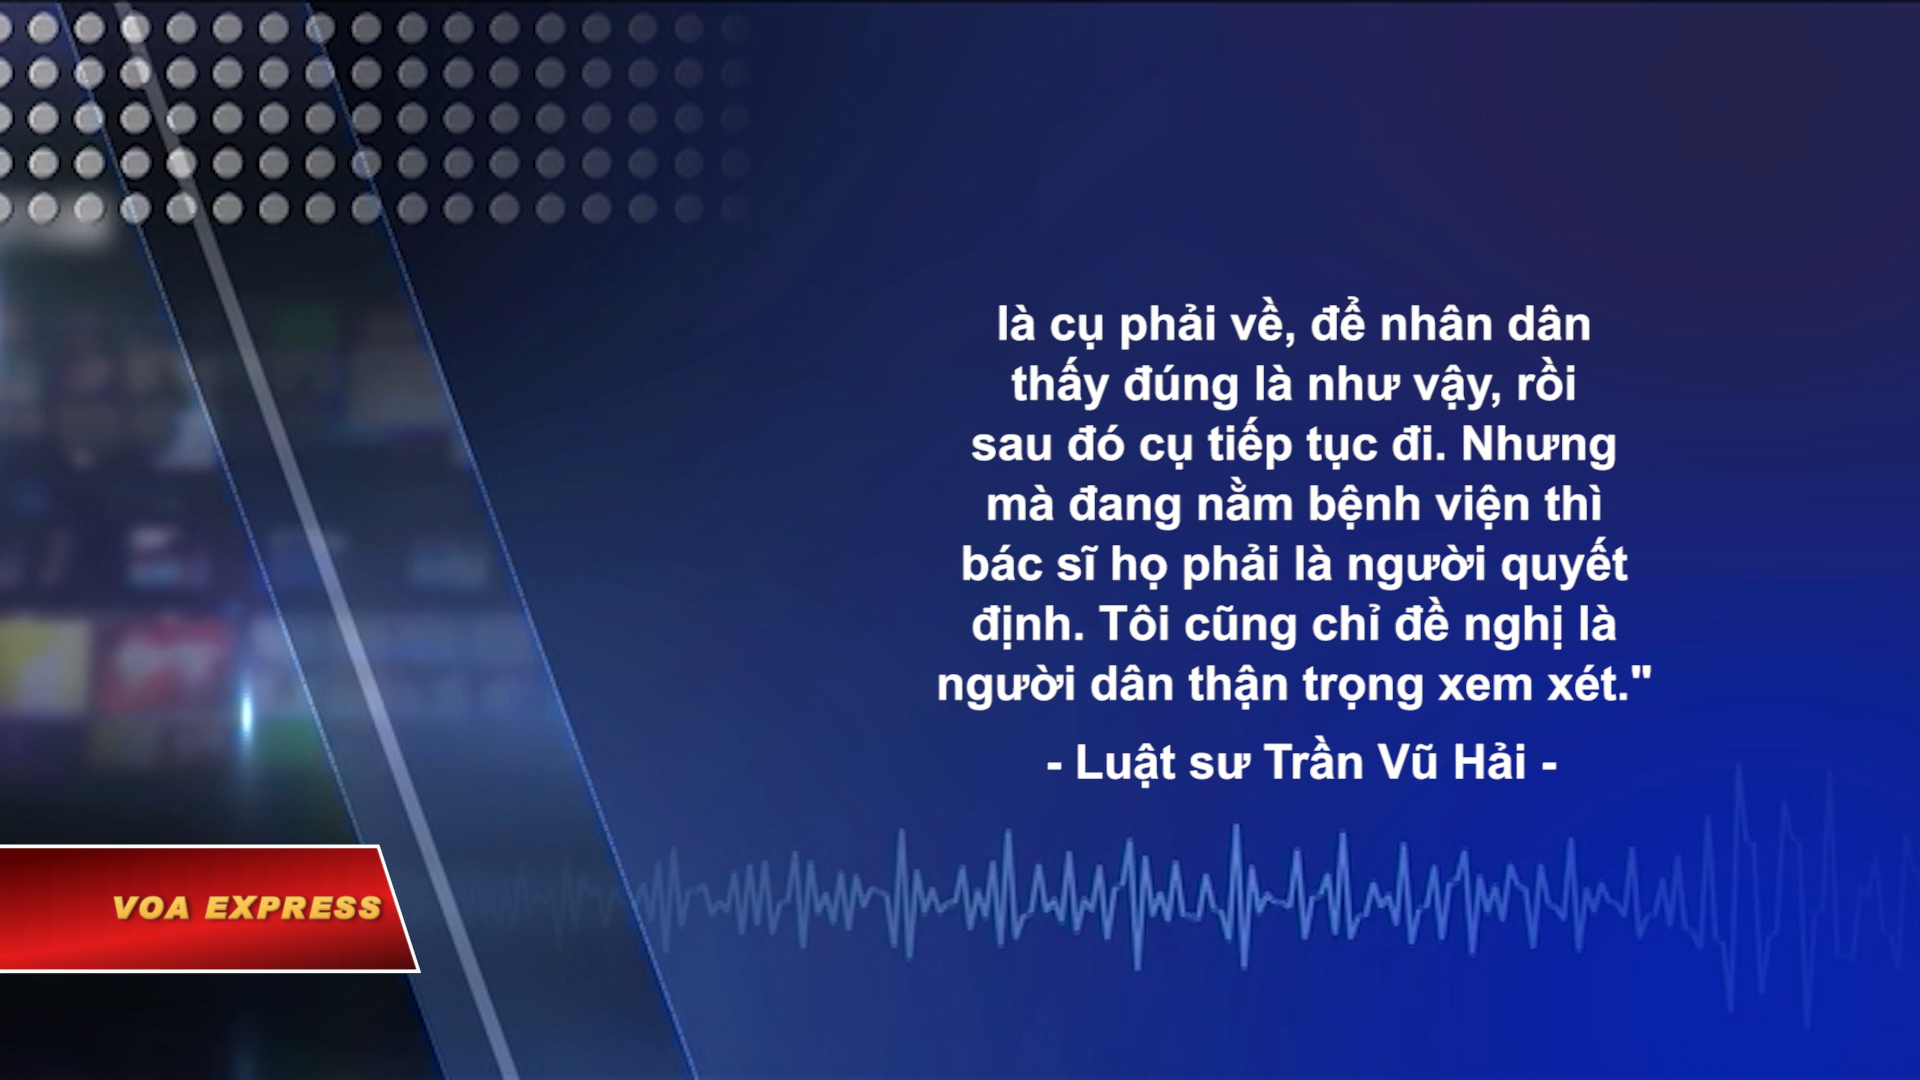 là cụ phải về, để nhân dân
thấy đúng là như vậy, rồi
sau đó cụ tiếp tục đi. Nhưng
mà đang nằm bệnh viện thì
bác sĩ họ phải là người quyết
định. Tôi cũng chỉ đề nghị là
người dân thận trọng xem xét."
- Luật sư Trần Vũ Hải -
VOA EXPRESS